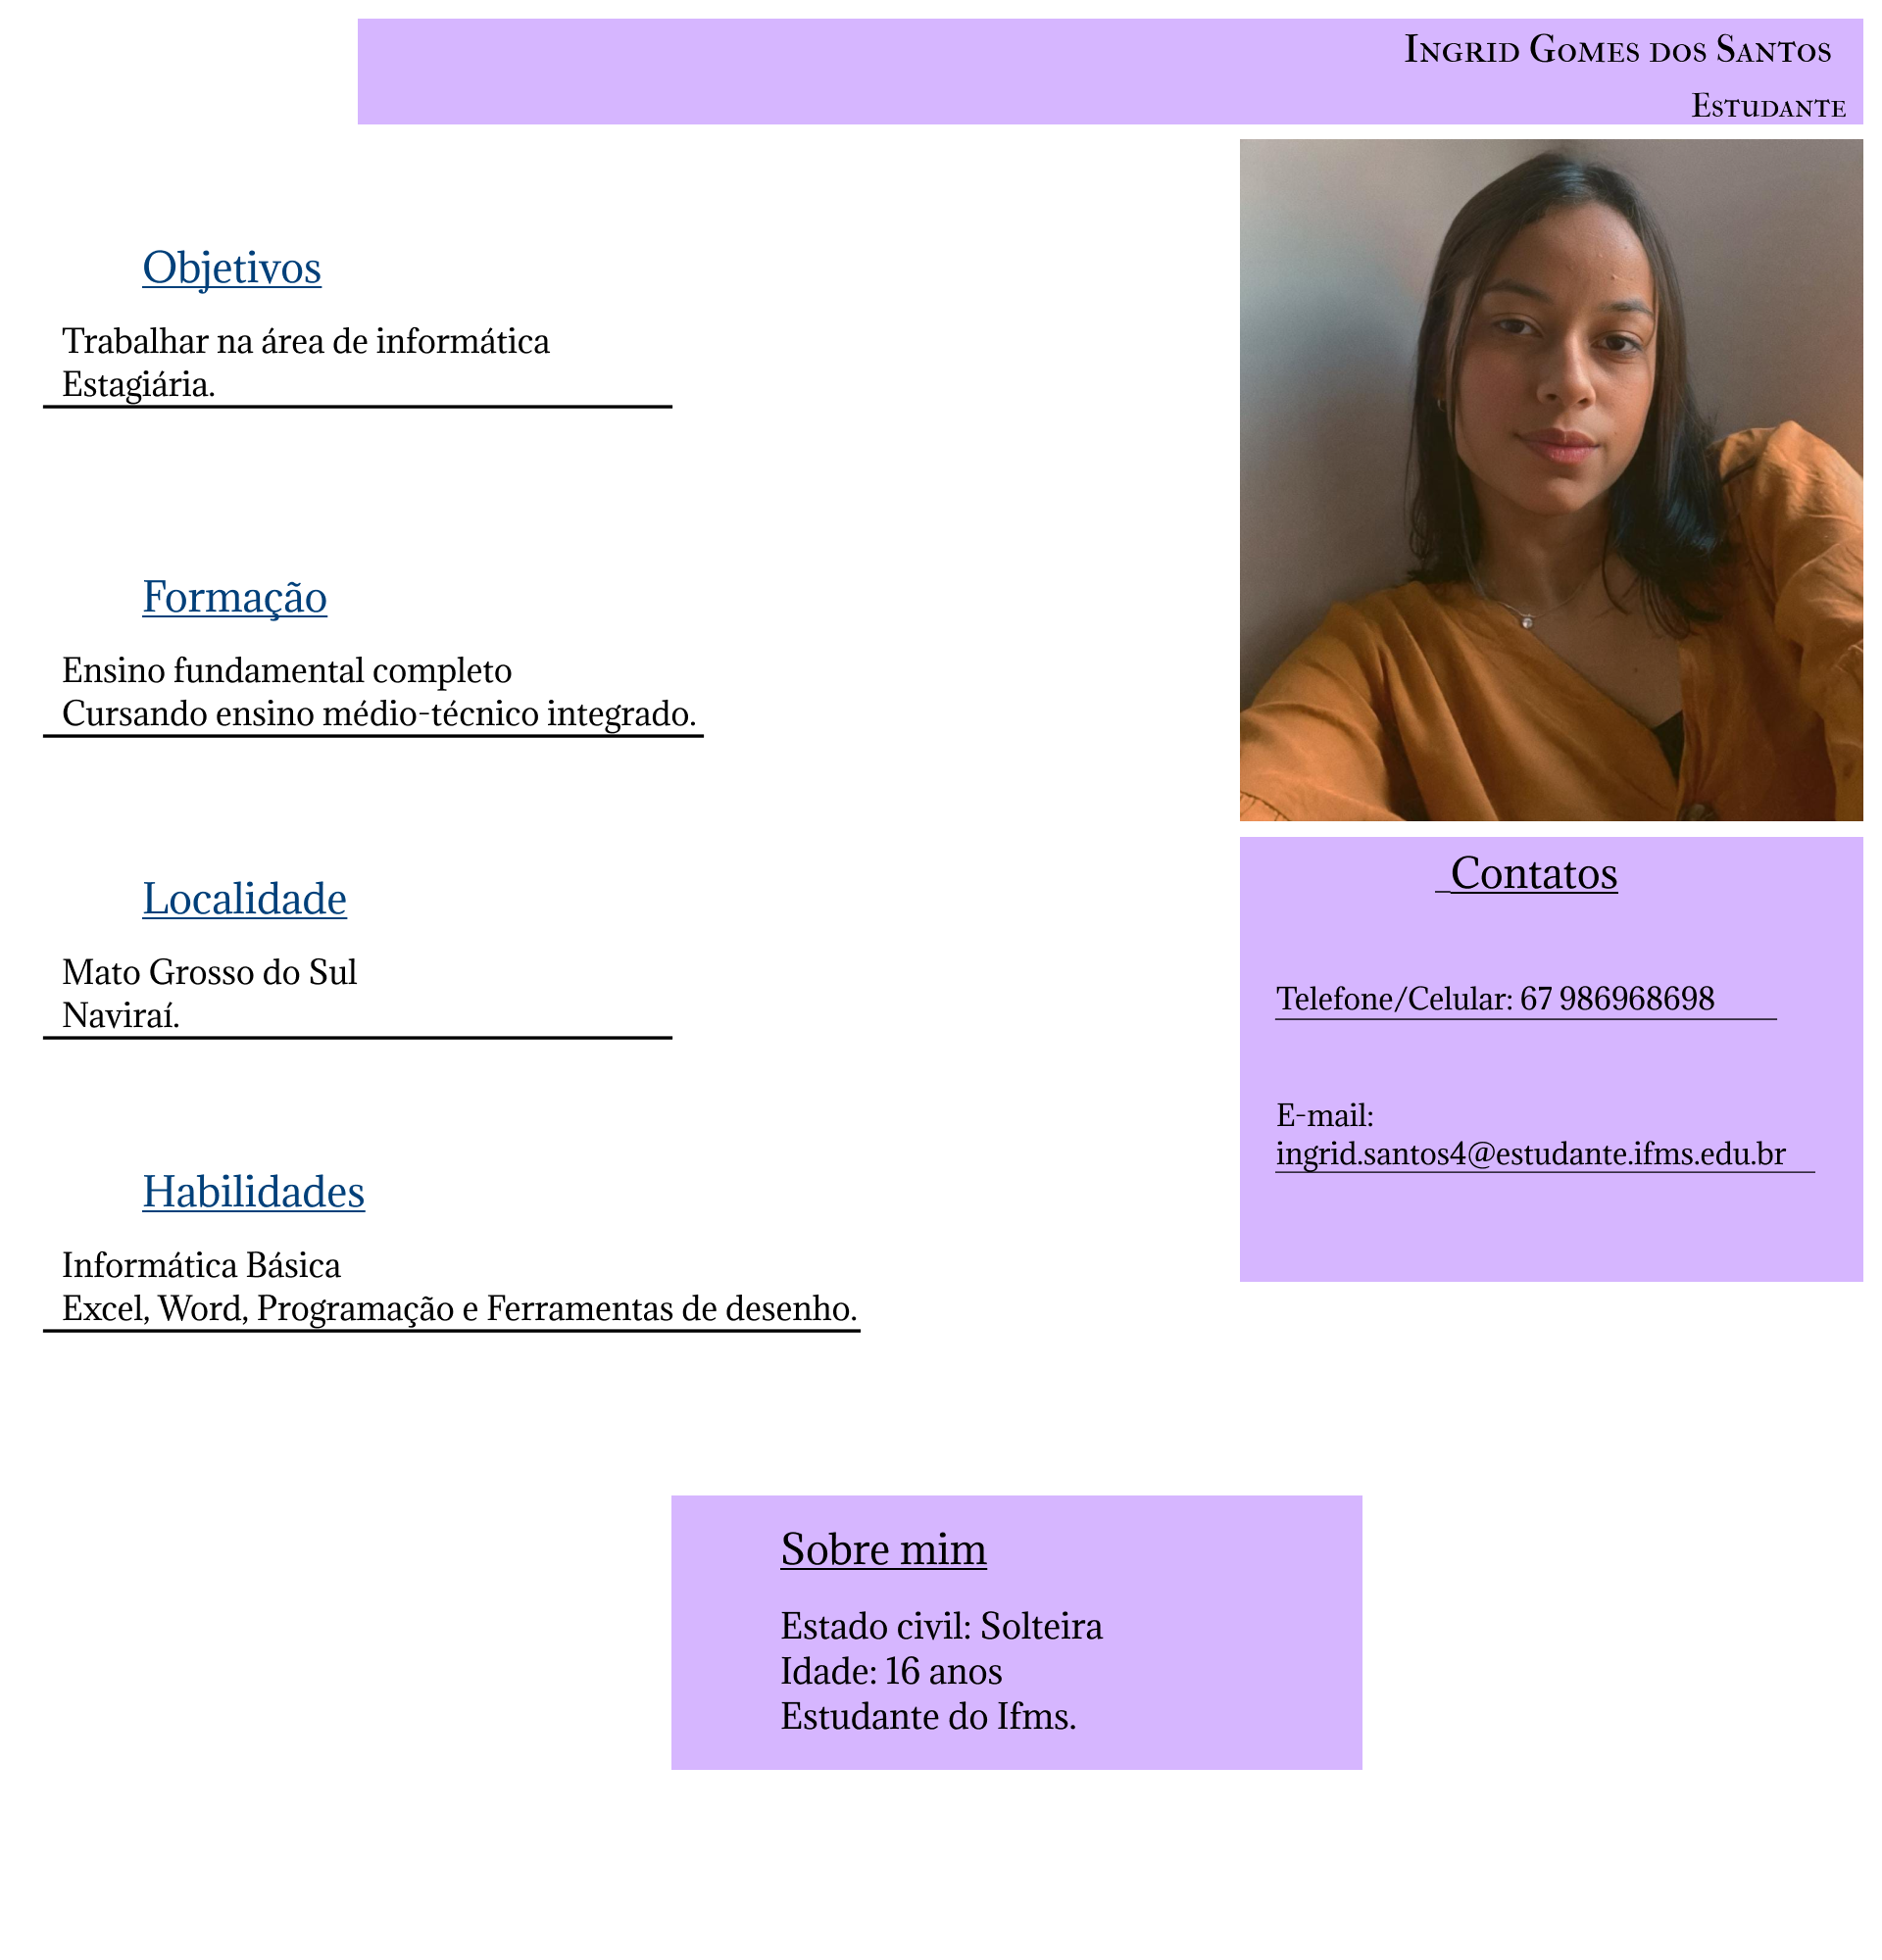 Ingrid Gomes dos Santos
Estudante
Objetivos
Trabalhar na área de informática
Estagiária.
Formação
Ensino fundamental completo
Cursando ensino médio-técnico integrado.
Localidade
Mato Grosso do Sul
Naviraí.
Habilidades
Informática Básica
Excel, Word, Programação e Ferramentas de desenho.
Contatos
Telefone/Celular: 67 986968698
E-mail:
ingrid.santos4@estudante.ifms.edu.br
Sobre mim
Estado civil: Solteira
Idade: 16 anos
Estudante do Ifms.